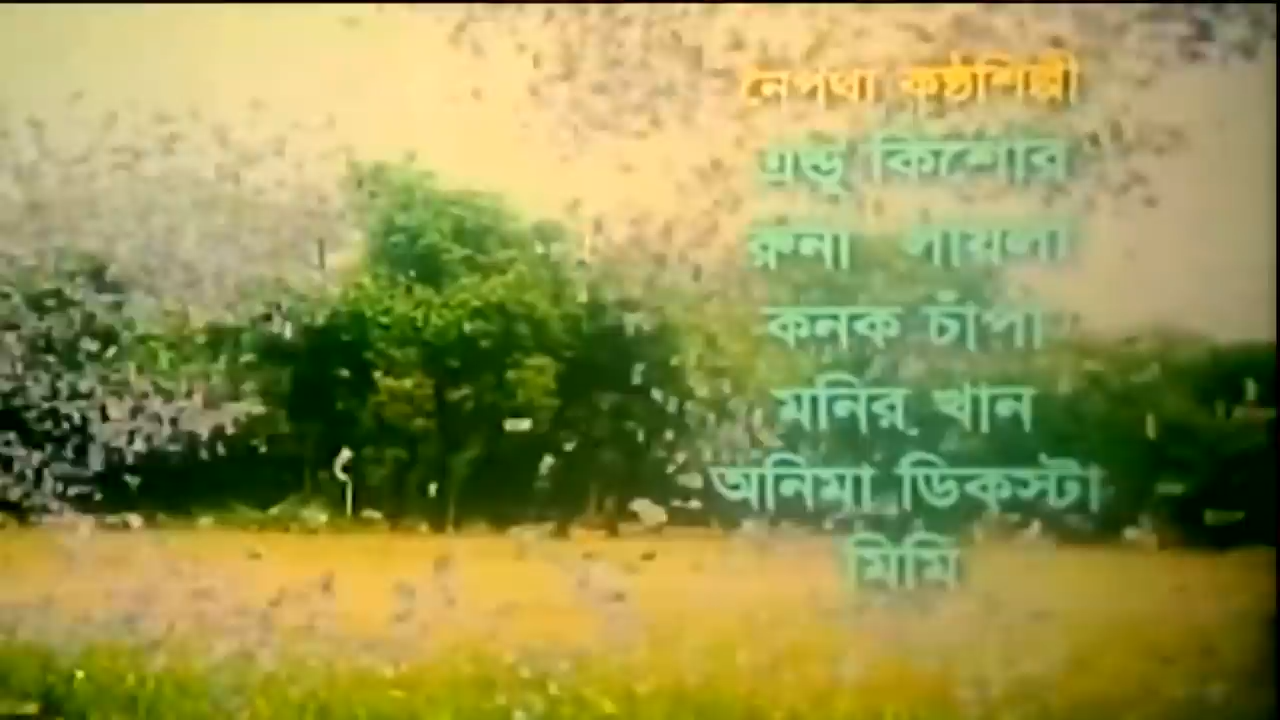 নেপথ্য কণ্ঠশিল্পী
এন্ড্রু কিশোর
রুনা লায়লা
কনক চাঁপা
মনির খান
অনিমা ডিকস্টা
মিমি